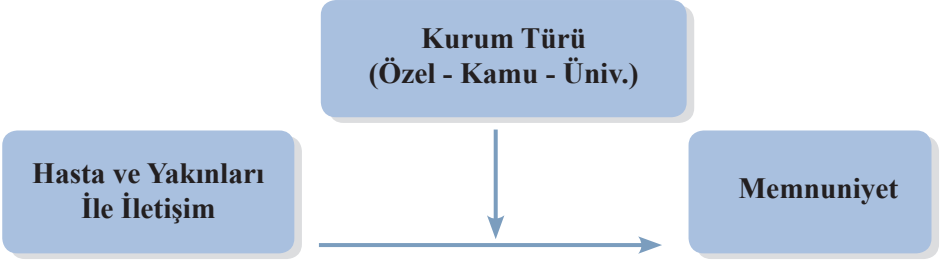 Kurum Türü
(Özel - Kamu - Üniv.)
Hasta ve Yakınları
İle İletişim
Memnuniyet